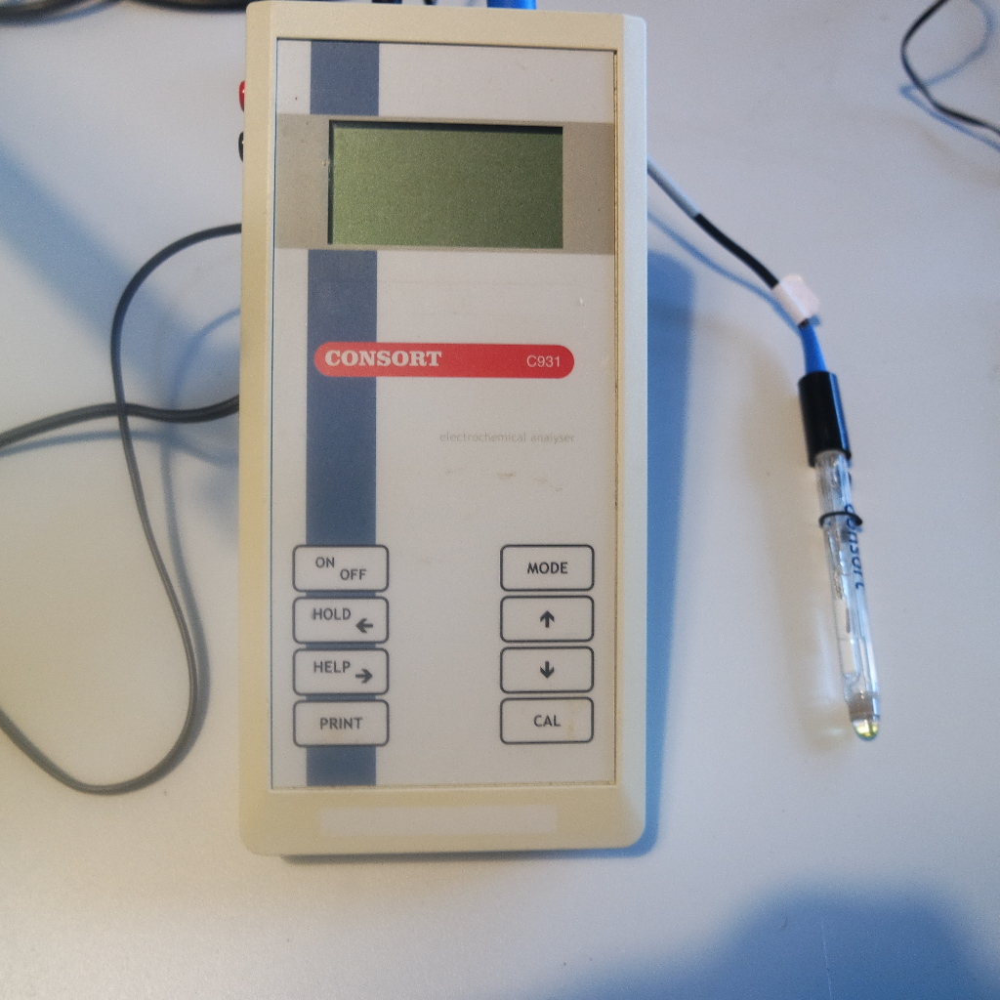 CONSORT C931
electrochemical analyser
ON OFF
MODE
HOLD ←
↑
HELP →
↓
PRINT
CAL